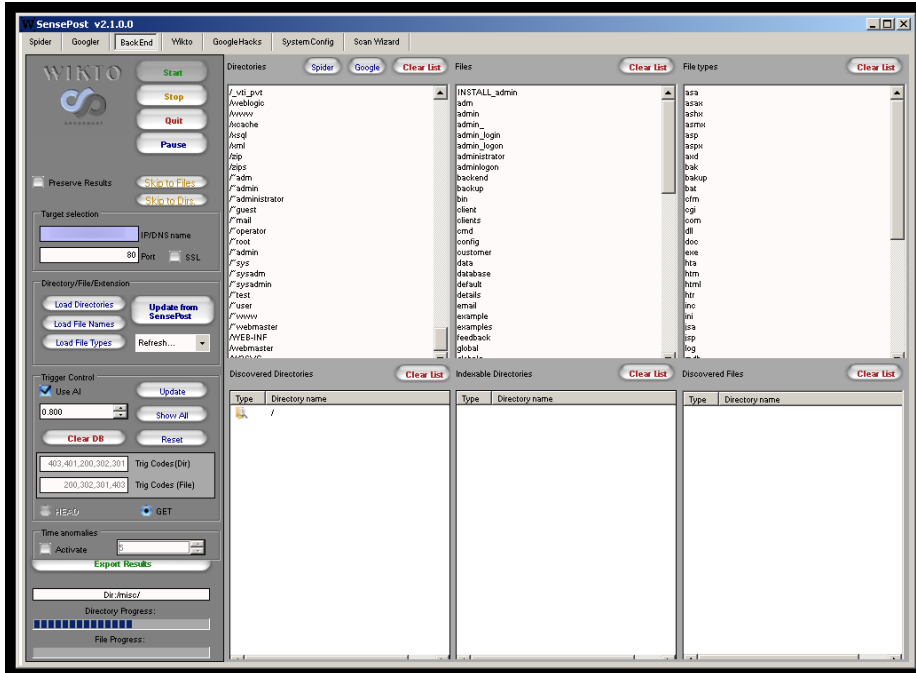 SensePost v2.1.0.0
Spider Googler BackEnd Wikto GoogleHacks SystemConfig Scan Wizard
WIKTO
sensepost
Start
Stop
Quit
Pause
Preserve Results
Skip to Files
Skip to Dirs
Target selection
IP/DNS name
80 Port SSL
Directory/File/Extension
Load Directories
Load File Names
Load File Types
Update from
SensePost
Refresh...
Trigger Control
Use AI
Update
0.800
Show All
Clear DB
Reset
403,401,200,302,301 Trig Codes(Dir)
200,302,301,403 Trig Codes (File)
HEAD GET
Time anomalies
Activate 5
Export Results
Dir:/misc/
Directory Progress:
File Progress:
Directories Spider Google Clear List
/_vti_pvt
/weblogic
/www
/xcache
/xsql
/xml
/zip
/zips
/~adm
/~admin
/~administrator
/~guest
/~mail
/~operator
/~root
/~admin
/~sys
/~sysadm
/~sysadmin
/~test
/~user
/~www
/~webmaster
/WEB-INF
/webmaster
Files Clear List
INSTALL_admin
adm
admin
admin_
admin_login
admin_logon
administrator
adminlogon
backend
backup
bin
client
clients
cmd
config
customer
data
database
default
details
email
example
examples
feedback
global
File types Clear List
asa
asax
ashx
asmx
asp
aspx
axd
bak
bakup
bat
cfm
cgi
com
dll
doc
exe
hta
htm
html
htr
inc
ini
jsa
jsp
log
Discovered Directories Clear List
Type Directory name
/
Indexable Directories Clear List
Type Directory name
Discovered Files Clear List
Type Directory name